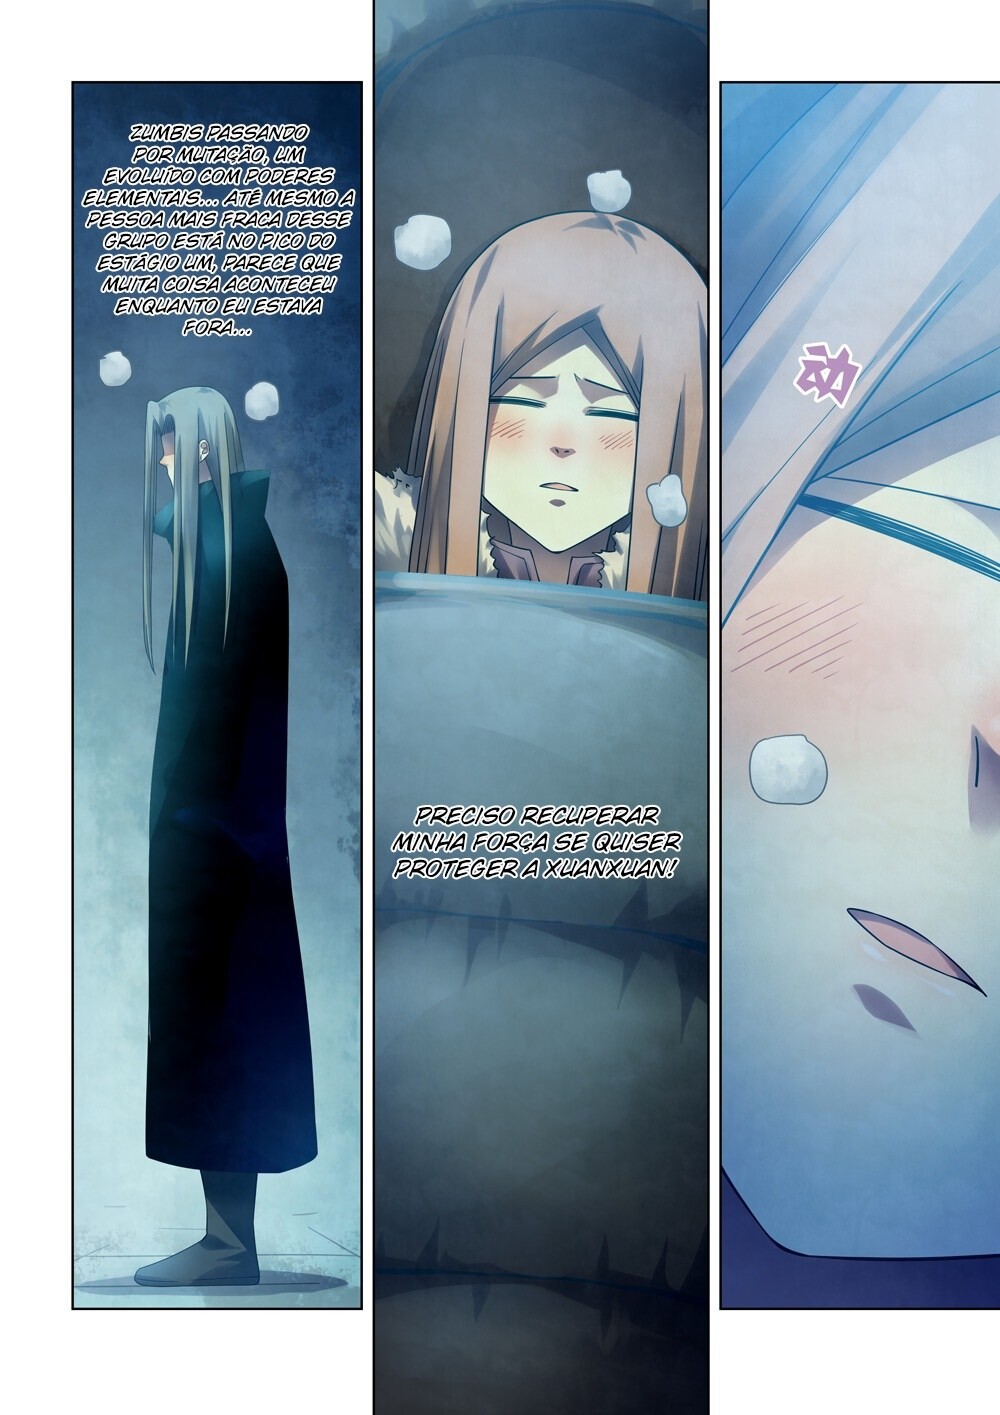 ZUMBIS PASSANDO
POR MUTAÇÃO, UM
EVOLUÍDO COM PODERES
ELEMENTAIS... ATÉ MESMO A
PESSOA MAIS FRACA DESSE
GRUPO ESTÁ NO PICO DO
ESTÁGIO UM, PARECE QUE
MUITA COISA ACONTECEU
ENQUANTO EU ESTAVA
FORA...
PRECISO RECUPERAR
MINHA FORÇA SE QUISER
PROTEGER A XUANXUAN!
动